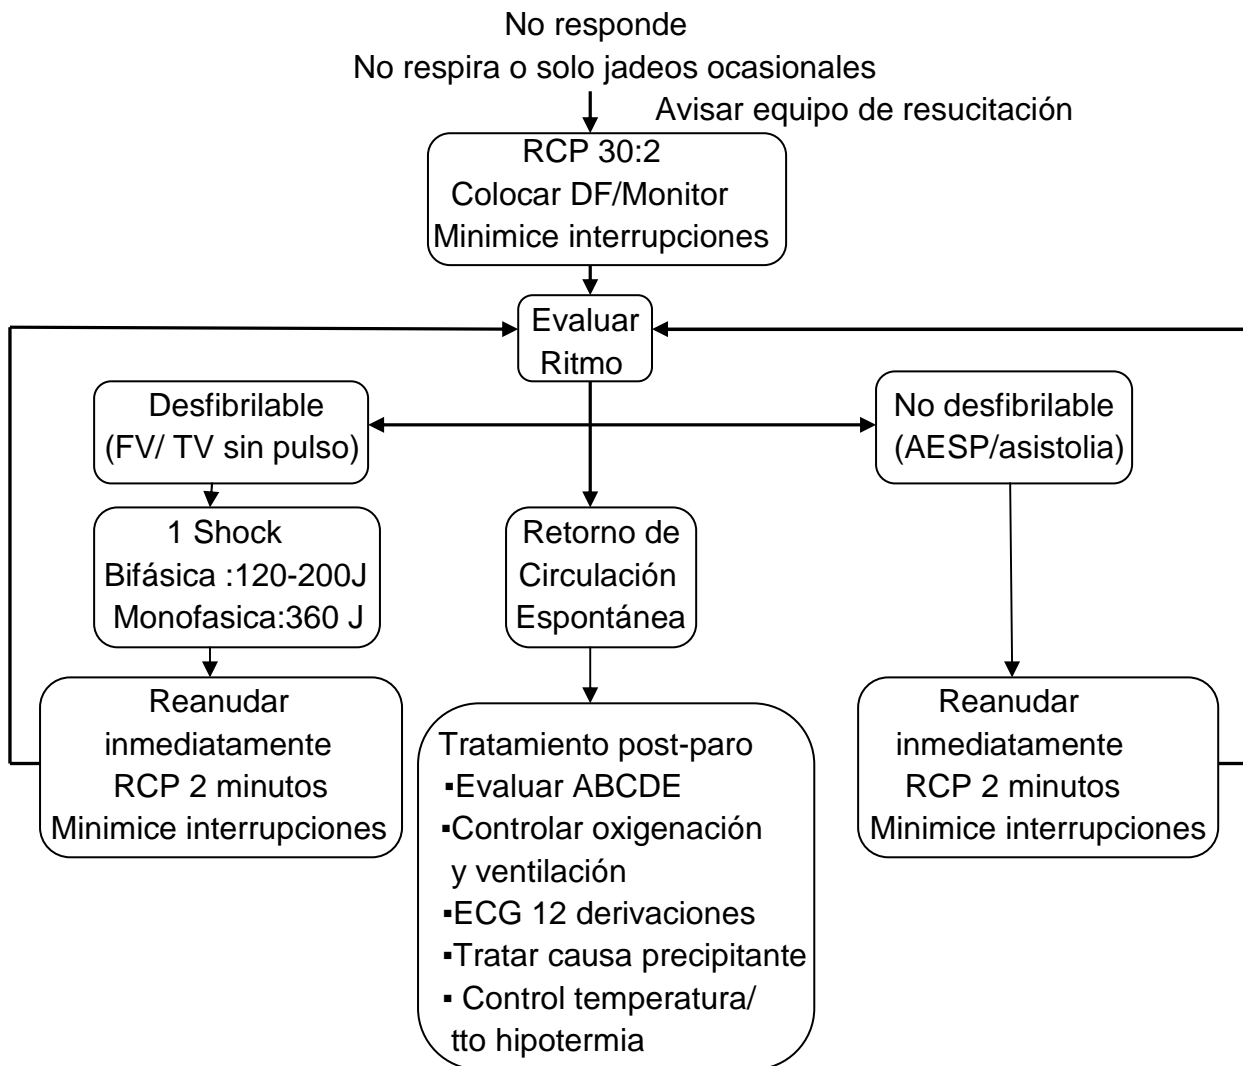 No responde
No respira o solo jadeos ocasionales
Avisar equipo de resucitación
RCP 30:2
Colocar DF/Monitor
Minimice interrupciones
Evaluar
Ritmo
Desfibrilable
(FV/ TV sin pulso)
No desfibrilable
(AESP/asistolia)
1 Shock
Bifásica :120-200J
Monofasica:360 J
Retorno de
Circulación
Espontánea
Reanudar
inmediatamente
RCP 2 minutos
Minimice interrupciones
Tratamiento post-paro
▪Evaluar ABCDE
▪Controlar oxigenación
y ventilación
▪ECG 12 derivaciones
▪Tratar causa precipitante
▪ Control temperatura/
tto hipotermia
Reanudar
inmediatamente
RCP 2 minutos
Minimice interrupciones